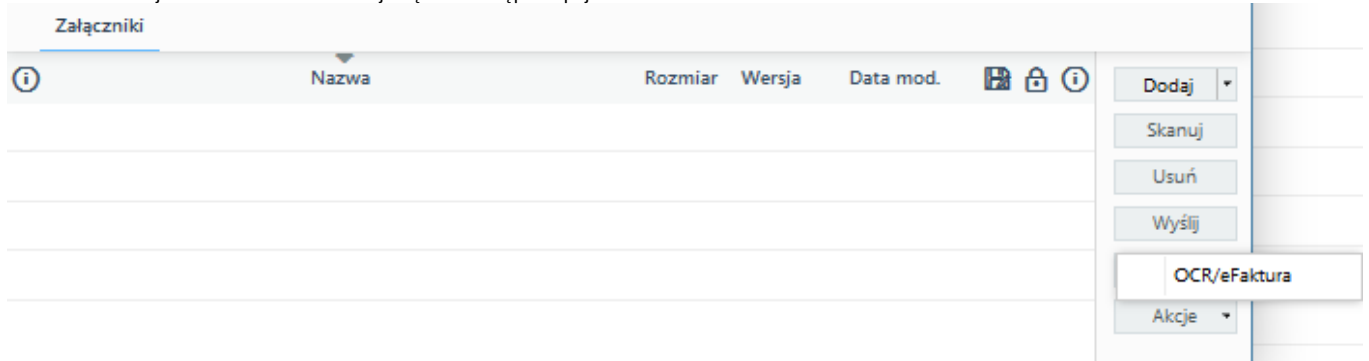 Załączniki
Nazwa Rozmiar Wersja Data mod.
Dodaj
Skanuj
Usuń
Wyślij
OCR/eFaktura
Akcje